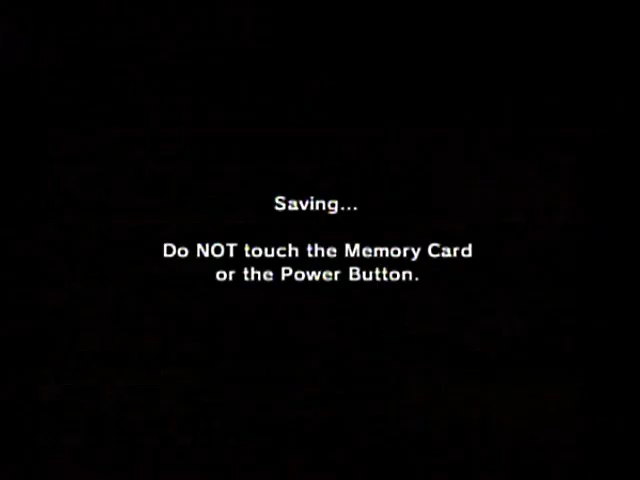 Saving...
Do NOT touch the Memory Card
or the Power Button.